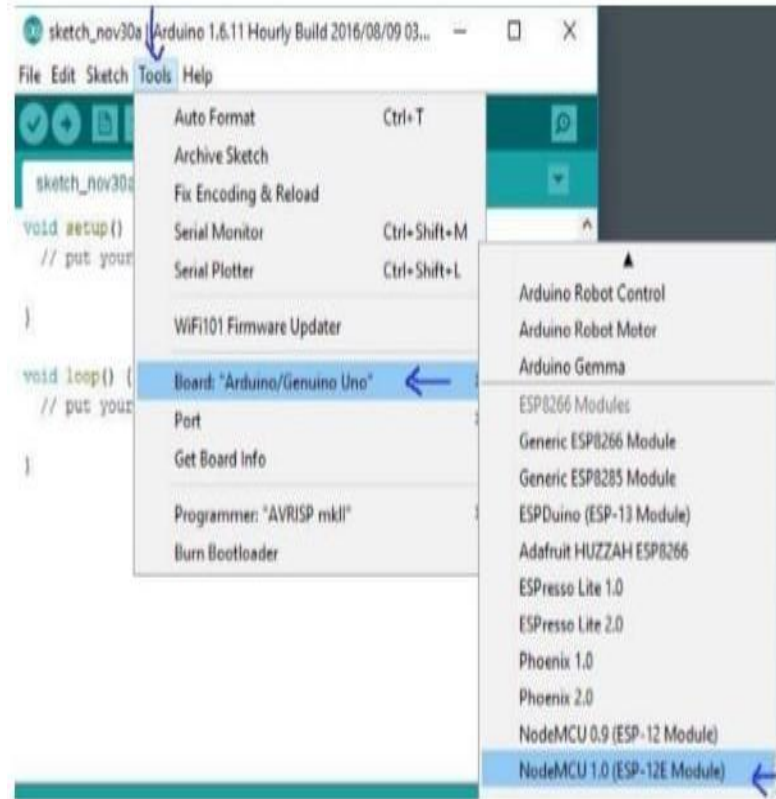 sketch_nov30a | Arduino 1.6.11 Hourly Build 2016/08/09 03...
File Edit Sketch Tools Help
sketch_nov30a
void setup()
// put your
}
void loop() {
// put your
}
Auto Format Ctrl+T
Archive Sketch
Fix Encoding & Reload
Serial Monitor Ctrl+Shift+M
Serial Plotter Ctrl+Shift+L
WiFi101 Firmware Updater
Board: "Arduino/Genuino Uno"
Port
Get Board Info
Programmer: "AVRISP mkII"
Burn Bootloader
Arduino Robot Control
Arduino Robot Motor
Arduino Gemma
ESP8266 Modules
Generic ESP8266 Module
Generic ESP8285 Module
ESPDuino (ESP-13 Module)
Adafruit HUZZAH ESP8266
ESPresso Lite 1.0
ESPresso Lite 2.0
Phoenix 1.0
Phoenix 2.0
NodeMCU 0.9 (ESP-12 Module)
NodeMCU 1.0 (ESP-12E Module)